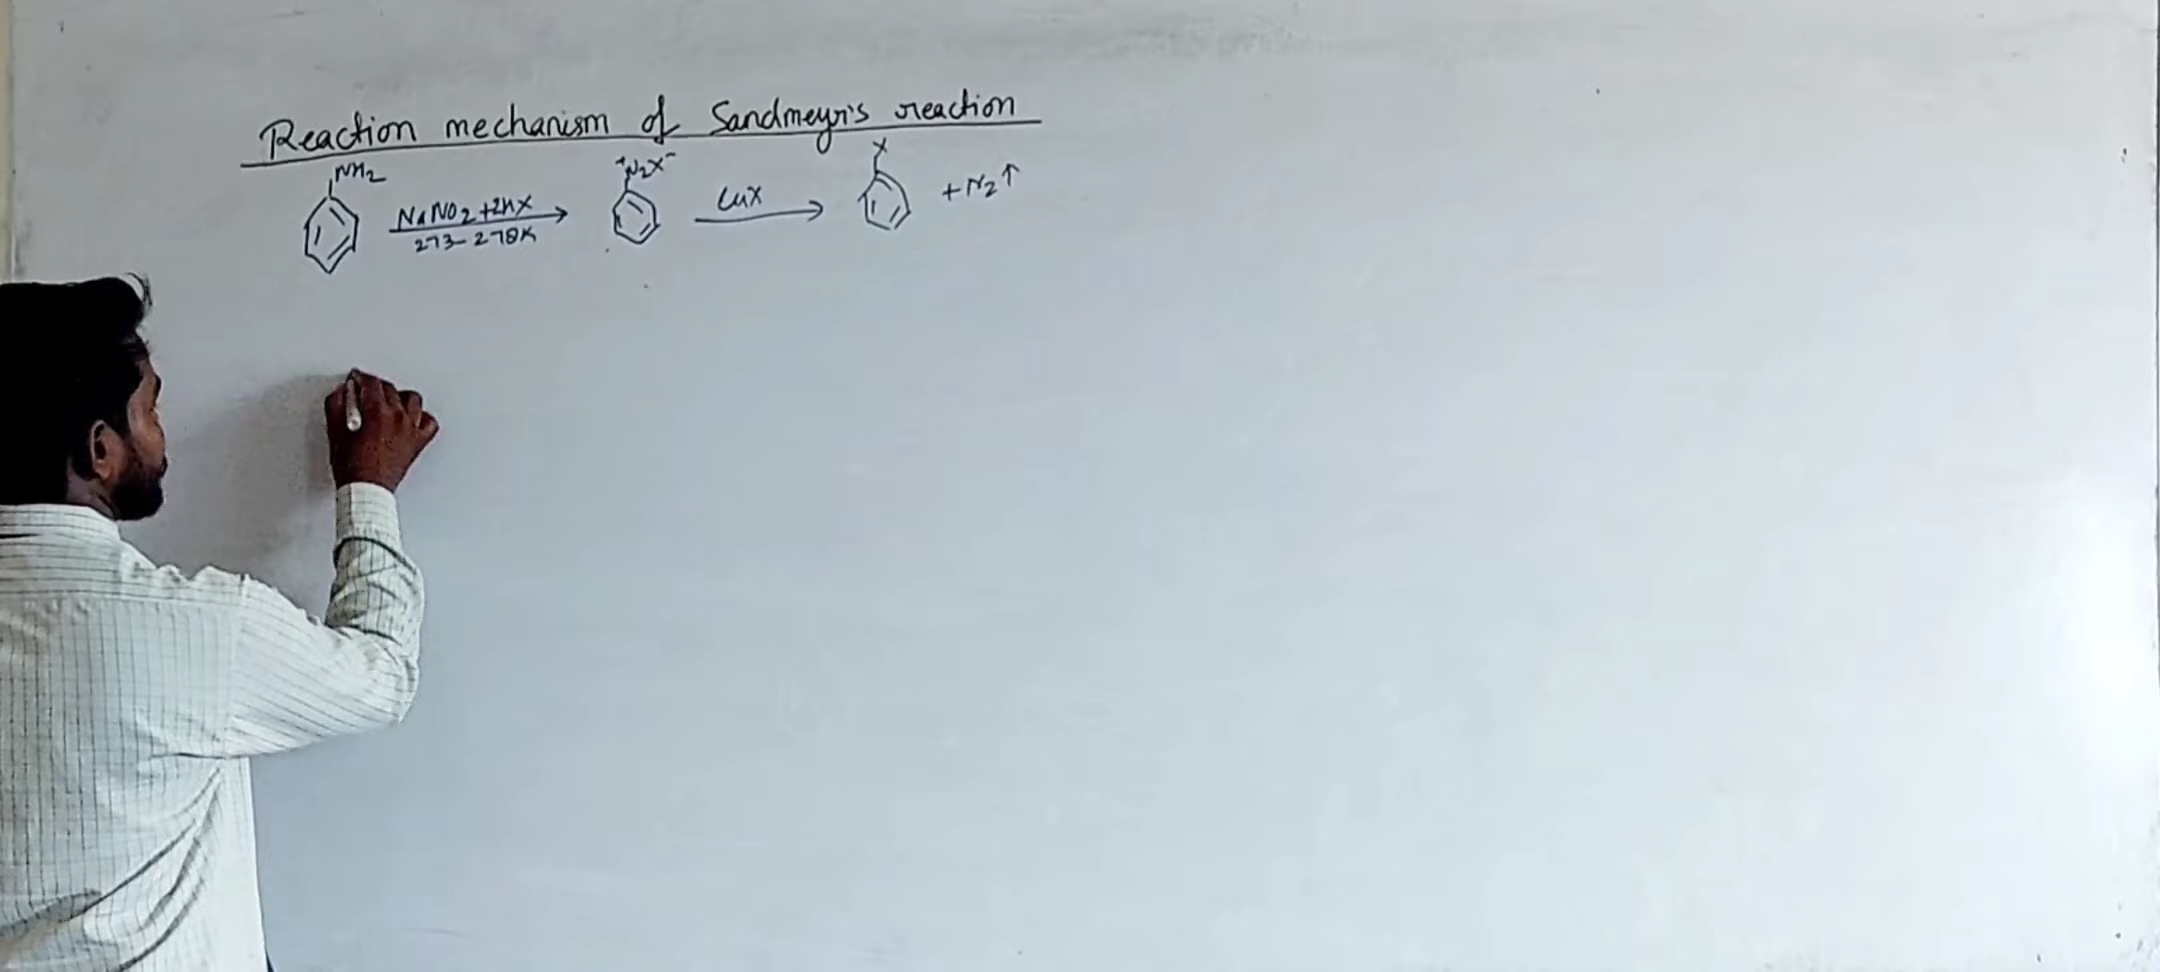 Reaction mechanism of Sandmeyr's reaction
NH2 NaNO2+2HX 273-278K +N2X- CuX X +N2↑